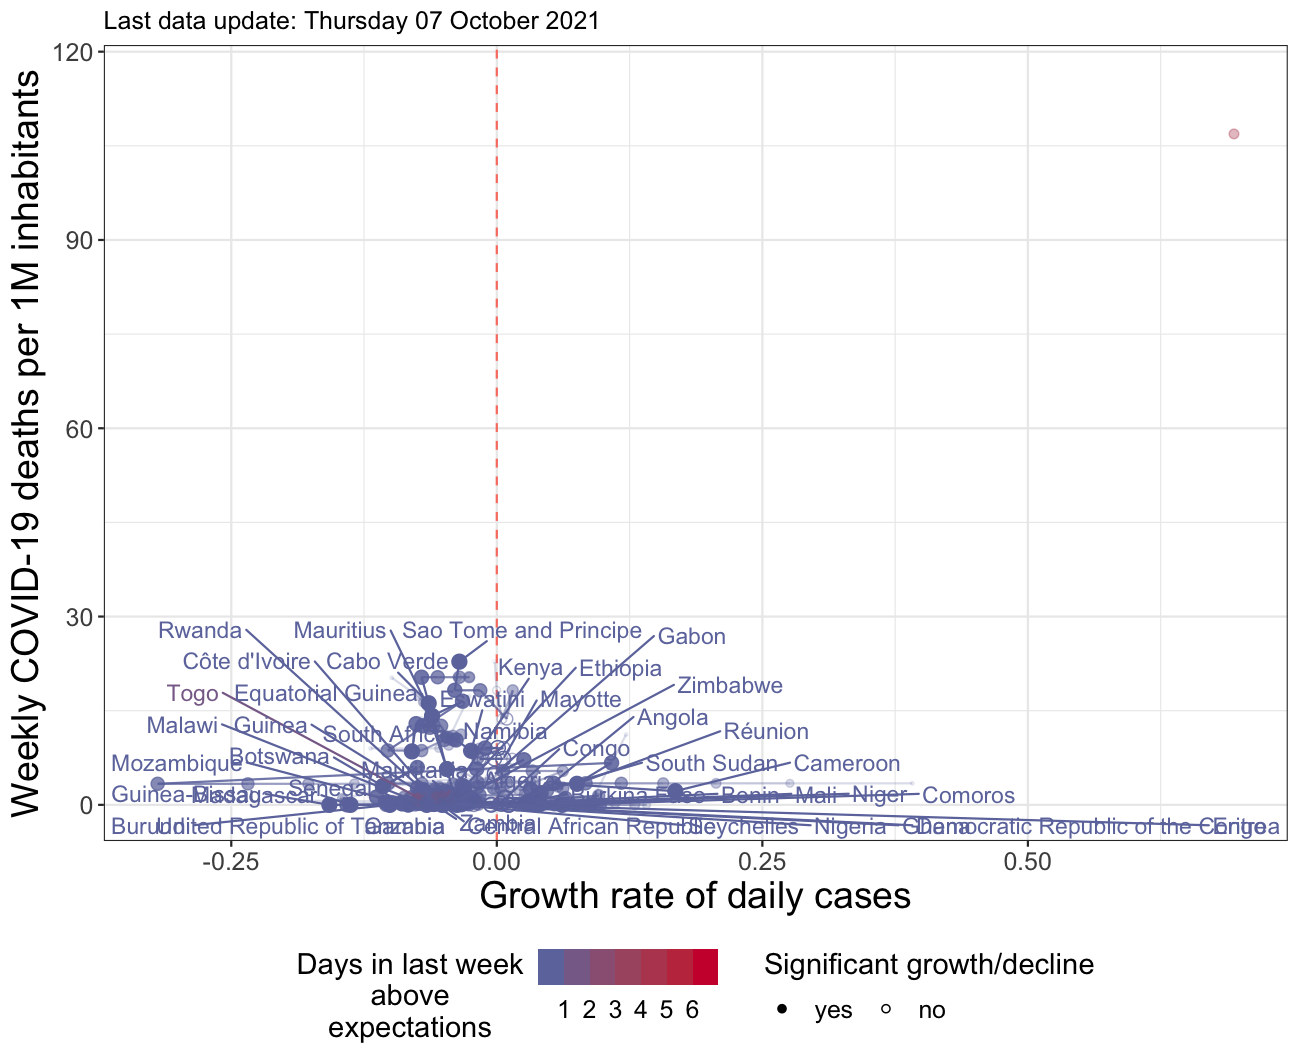 Last data update: Thursday 07 October 2021
Weekly COVID-19 deaths per 1M inhabitants
120
90
60
30
0
Rwanda
Mauritius
Sao Tome and Principe
Gabon
Côte d'Ivoire
Cabo Verde
Kenya
Ethiopia
Togo
Equatorial Guinea
Eswatini
Mayotte
Zimbabwe
Malawi
Guinea
South Africa
Namibia
Angola
Réunion
Mozambique
Botswana
Mauritania
Algeria
Congo
South Sudan
Cameroon
Guinea-Bissau
Madagascar
Senegal
Burkina Faso
Benin
Mali
Niger
Comoros
Burundi
United Republic of Tanzania
Gambia
Zambia
Central African Republic
Seychelles
Nigeria
Ghana
Democratic Republic of the Congo
Eritrea
-0.25
0.00
0.25
0.50
Growth rate of daily cases
Days in last week
above
expectations
1 2 3 4 5 6
Significant growth/decline
yes
no